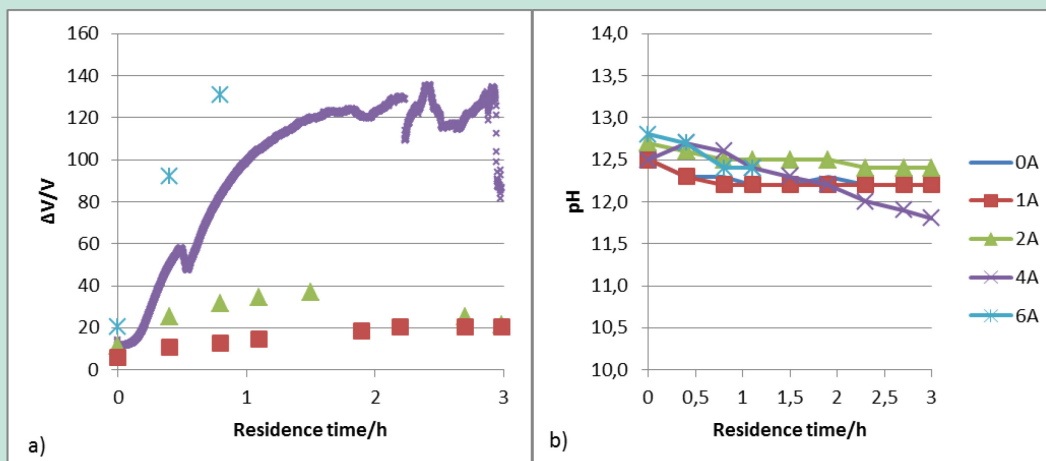 160
140
120
100
80
60
40
20
0
ΔV/V
0 1 2 3
Residence time/h
a)
14,0
13,5
13,0
12,5
12,0
11,5
11,0
10,5
10,0
pH
0 0,5 1 1,5 2 2,5 3
Residence time/h
b)
0A
1A
2A
4A
6A